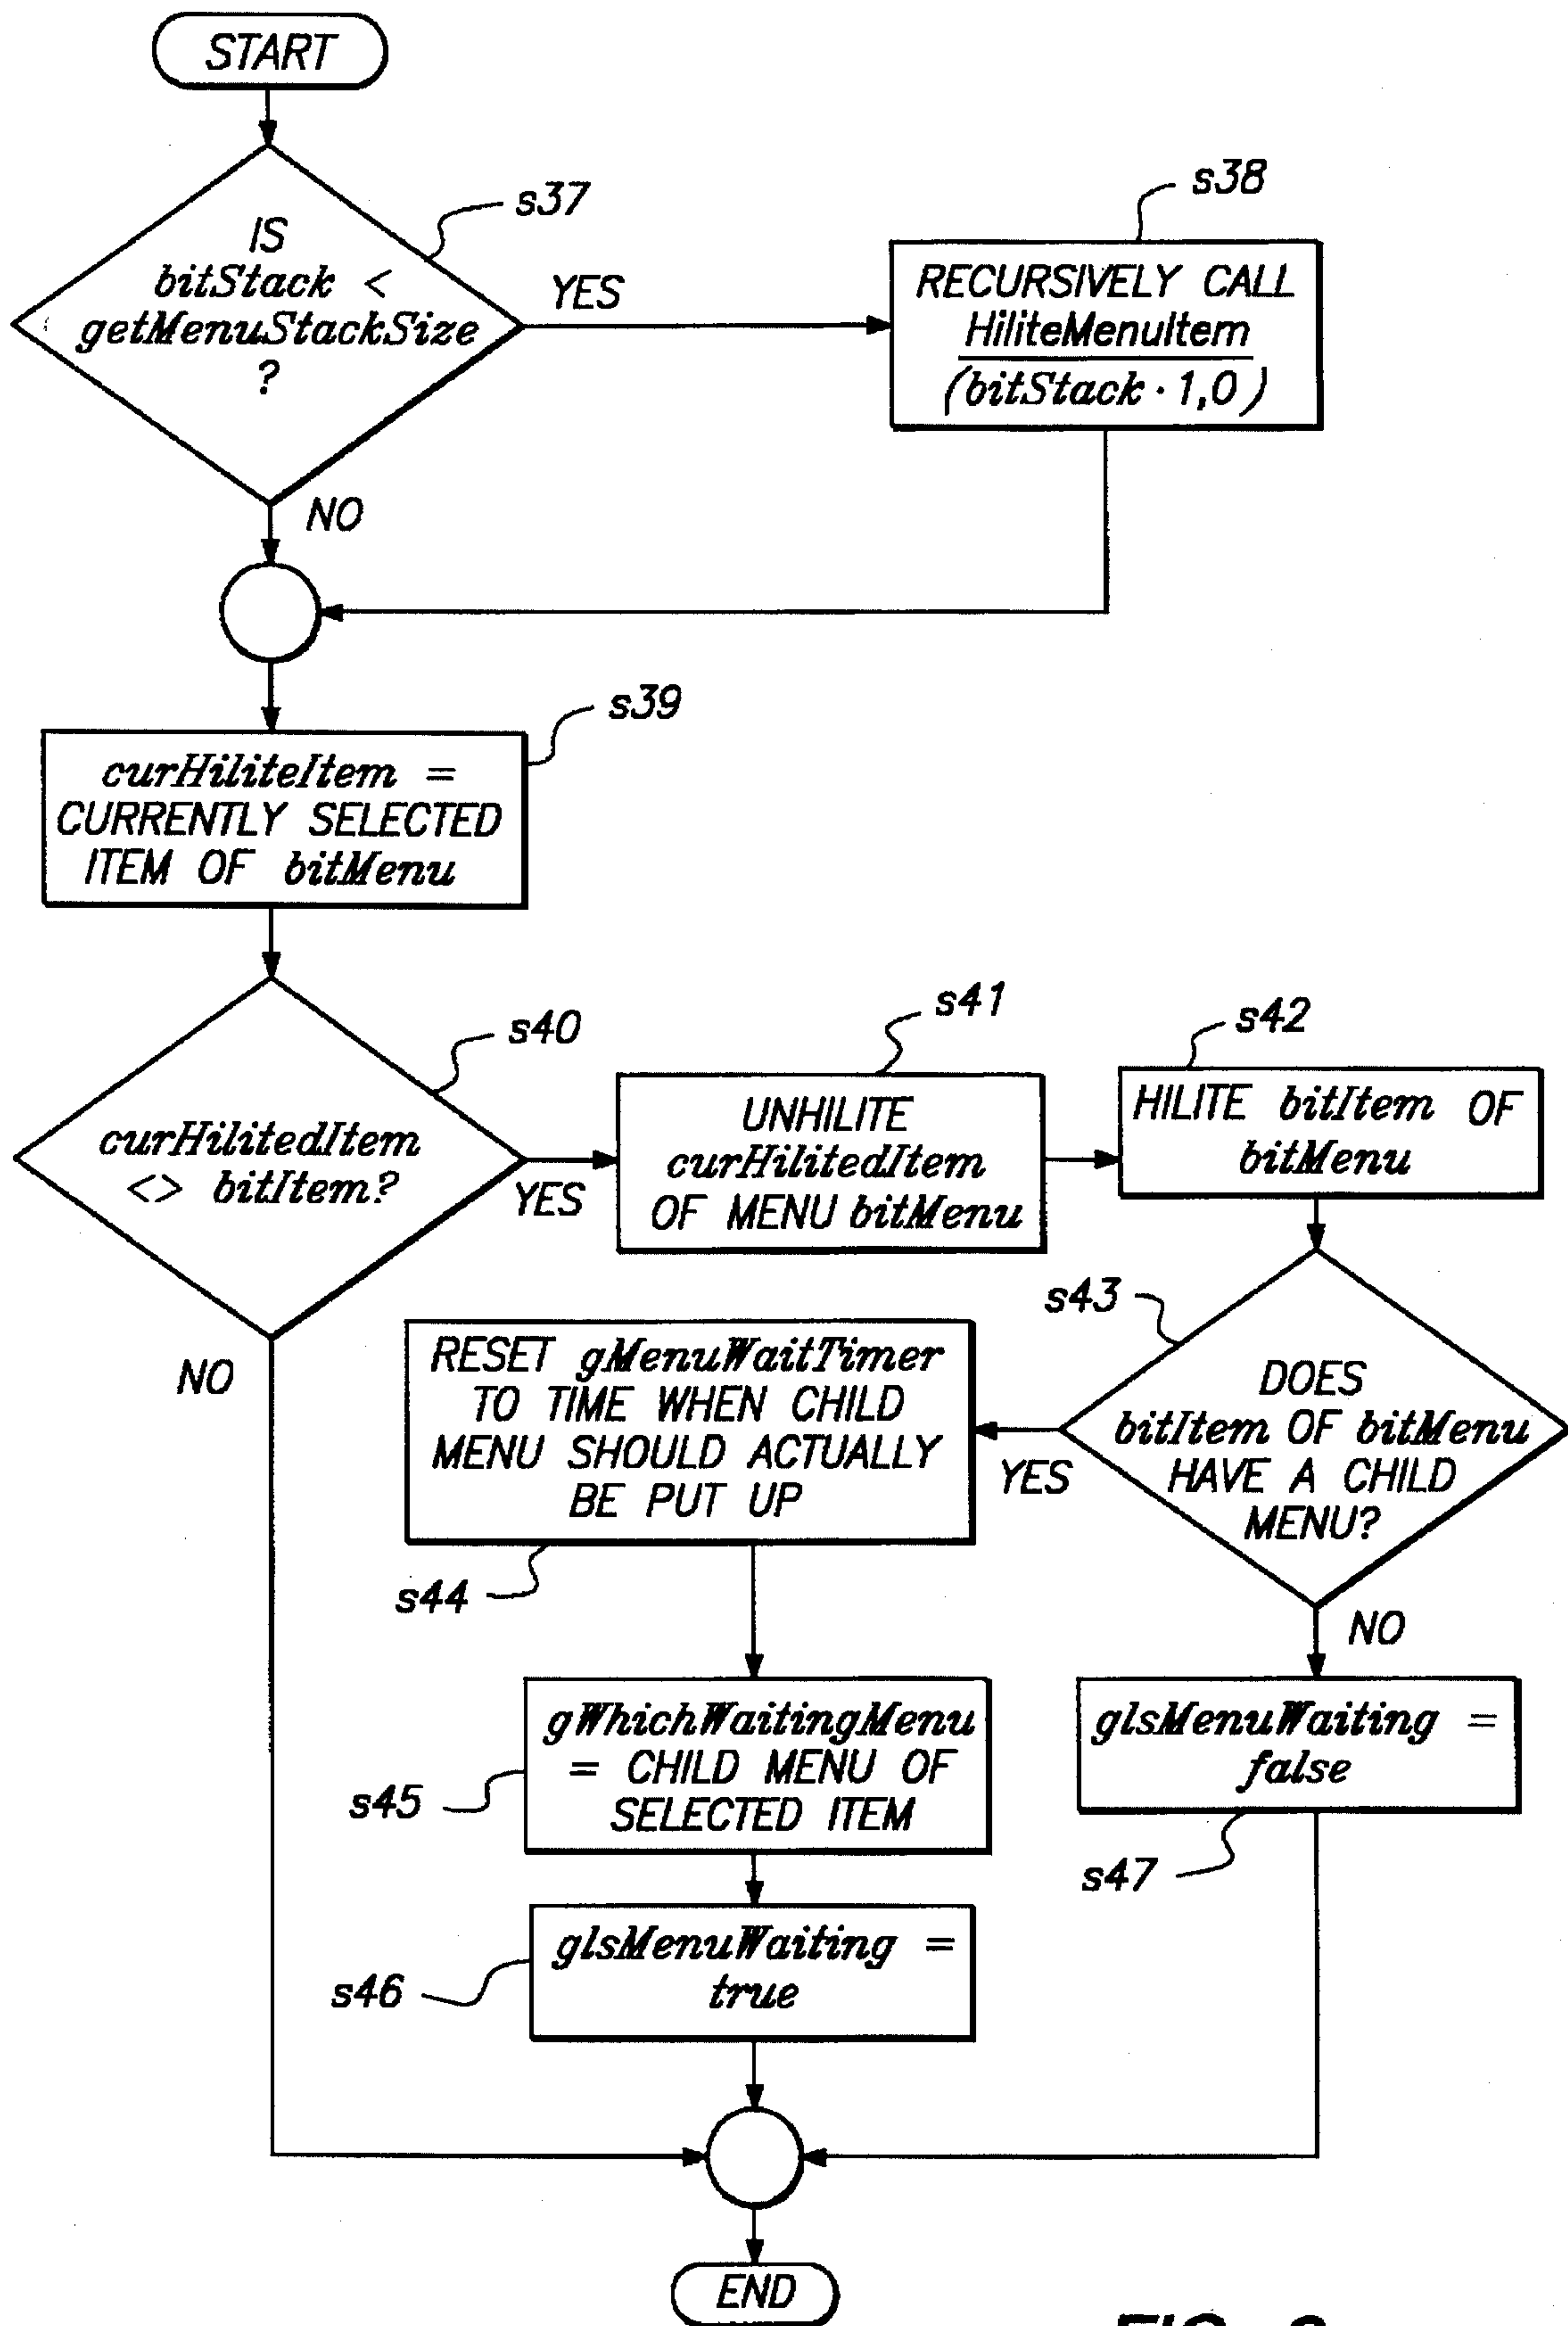 START
s37
IS
bitStack <
getMenuStackSize
?
YES
NO
s38
RECURSIVELY CALL
HiliteMenuItem
(bitStack · 1,0)
s39
curHiliteItem =
CURRENTLY SELECTED
ITEM OF bitMenu
s40
curHilitedItem
<> bitItem?
YES
NO
s41
UNHILITE
curHilitedItem
OF MENU bitMenu
s42
HILITE bitItem OF
bitMenu
s43
DOES
bitItem OF bitMenu
HAVE A CHILD
MENU?
YES
NO
RESET gMenuWaitTimer
TO TIME WHEN CHILD
MENU SHOULD ACTUALLY
BE PUT UP
s44
gWhichWaitingMenu
= CHILD MENU OF
SELECTED ITEM
s45
glsMenuWaiting =
false
s47
glsMenuWaiting =
true
s46
END